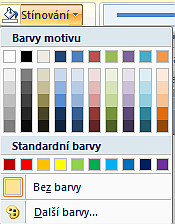 Stínování
Barvy motivu
Standardní barvy
Bez barvy
Další barvy...